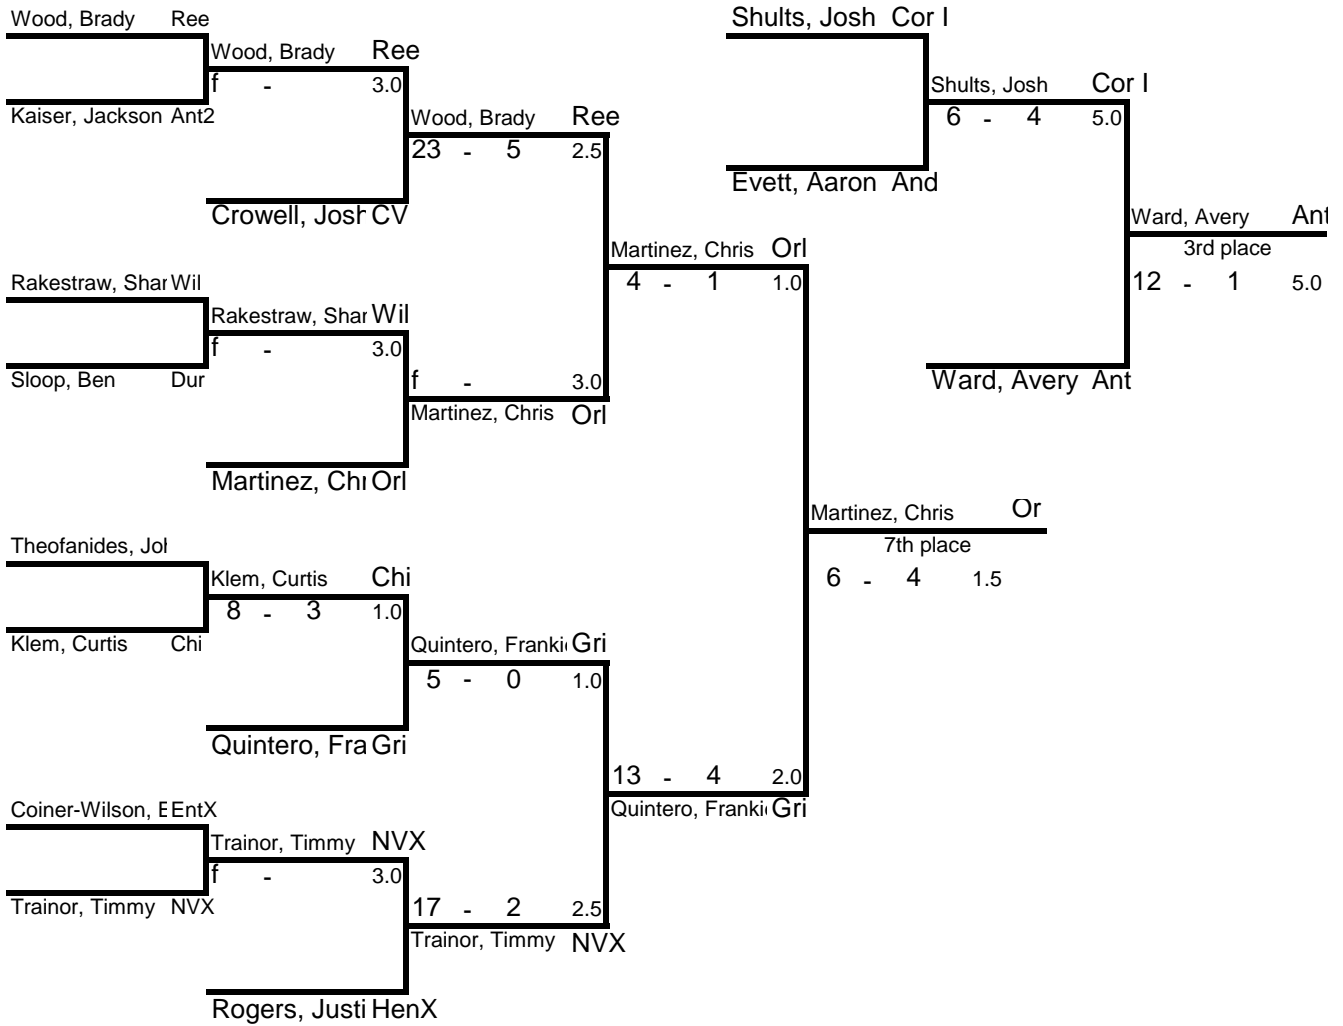 Wood, Brady Ree
Shults, Josh Cor I
Wood, Brady Ree
f - 3.0
Shults, Josh Cor I
6 - 4 5.0
Kaiser, Jackson Ant2
Wood, Brady Ree
23 - 5 2.5
Evett, Aaron And
Crowell, Josh CV
Ward, Avery Ant
3rd place
12 - 1 5.0
Martinez, Chris Orl
4 - 1 1.0
Rakestraw, Shar Wil
Rakestraw, Shar Wil
f - 3.0
Sloop, Ben Dur
f - 3.0
Martinez, Chris Orl
Ward, Avery Ant
Martinez, Chr Orl
Martinez, Chris Or
7th place
6 - 4 1.5
Theofanides, Jol
Klem, Curtis Chi
8 - 3 1.0
Klem, Curtis Chi
Quintero, Franki Gri
5 - 0 1.0
Quintero, Fra Gri
13 - 4 2.0
Quintero, Franki Gri
Coiner-Wilson, E EntX
Trainor, Timmy NVX
f - 3.0
Trainor, Timmy NVX
17 - 2 2.5
Trainor, Timmy NVX
Rogers, Justi HenX